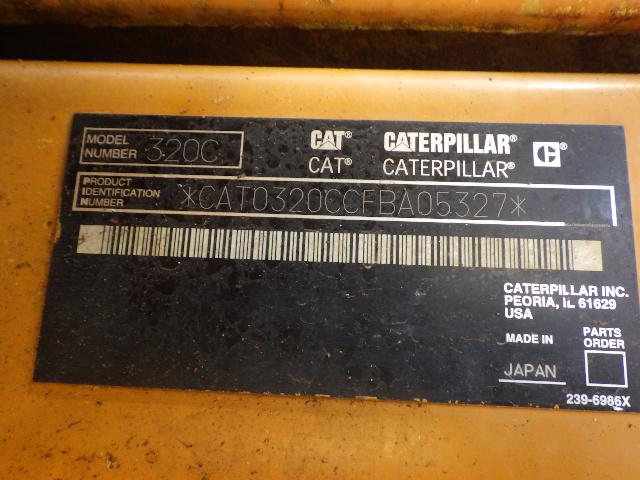 MODEL NUMBER 320C
CAT® CATERPILLAR® C
CAT® CATERPILLAR®
PRODUCT IDENTIFICATION NUMBER *CAT0320CCFBA05327*
CATERPILLAR INC.
PEORIA, IL 61629
USA
MADE IN JAPAN
PARTS ORDER
239-6986X